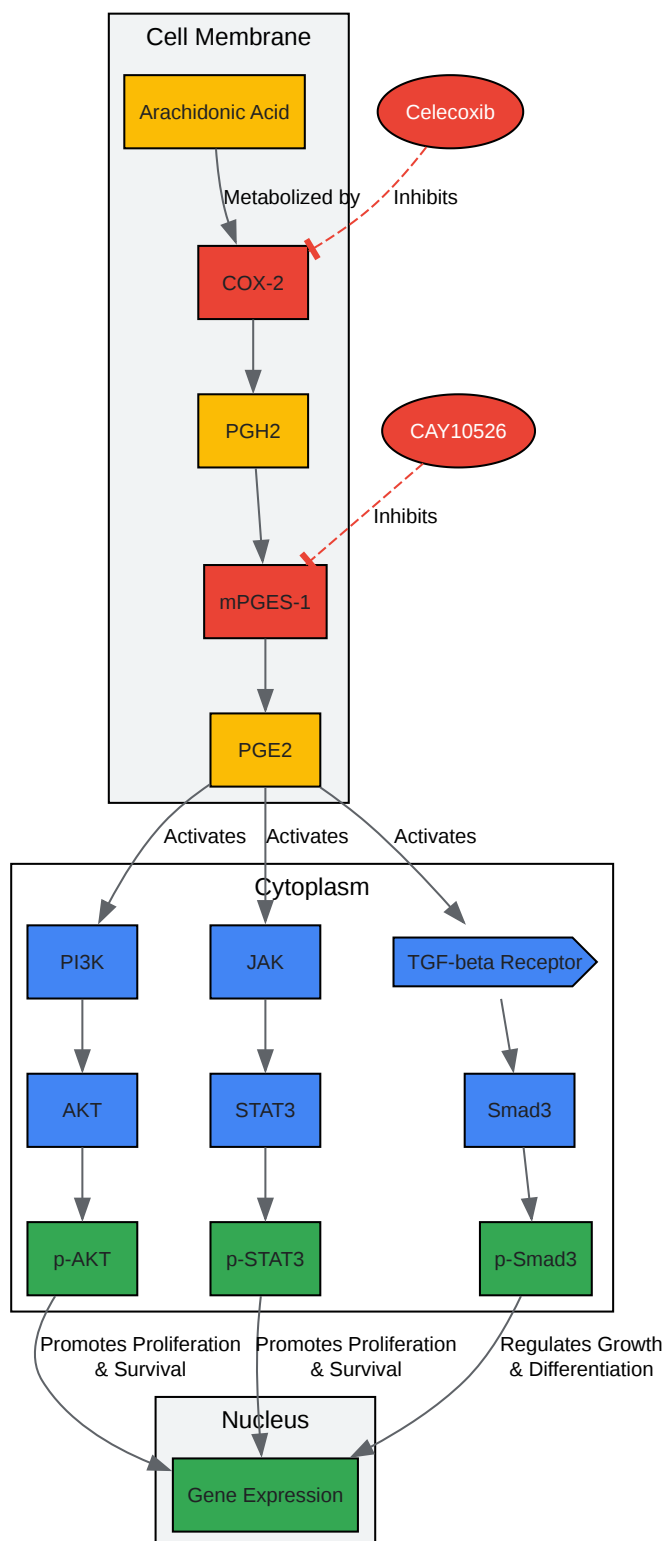 Cell Membrane
Arachidonic Acid
Celecoxib
Metabolized by
Inhibits
COX-2
PGH2
CAY10526
Inhibits
mPGES-1
PGE2
Activates
Activates
Activates
Cytoplasm
PI3K
JAK
TGF-beta Receptor
AKT
STAT3
Smad3
p-AKT
p-STAT3
p-Smad3
Promotes Proliferation
& Survival
Promotes Proliferation
& Survival
Regulates Growth
& Differentiation
Nucleus
Gene Expression